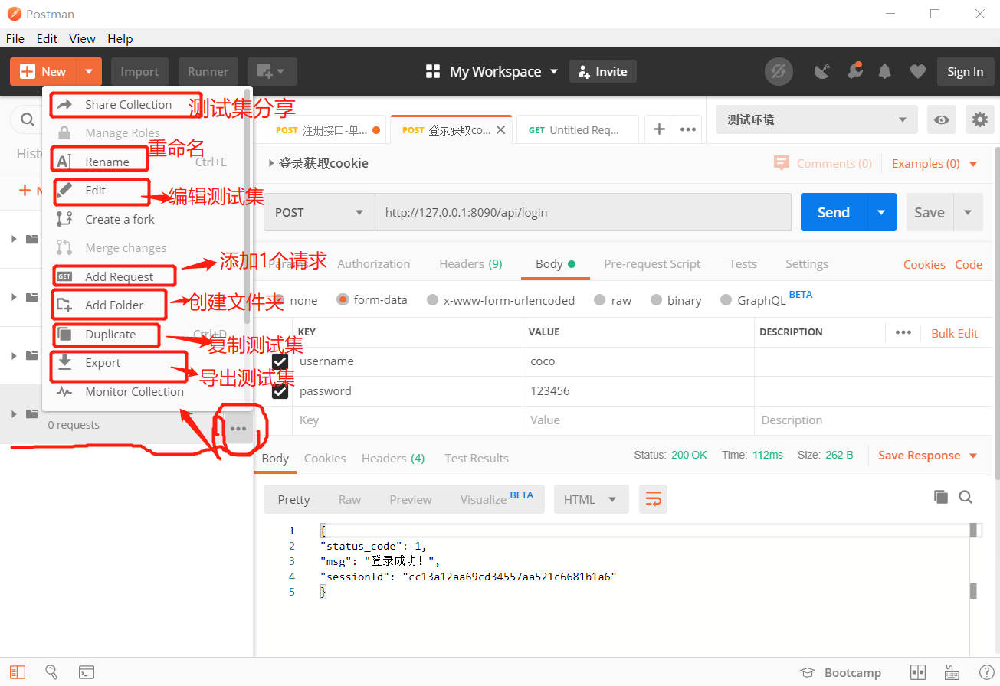 Postman
File Edit View Help
New Import Runner My Workspace Invite Sign In
Share Collection 测试集分享
Manage Roles
Rename Ctrl+E 重命名
Edit 编辑测试集
Create a fork
Merge changes
Add Request 添加1个请求
Add Folder 创建文件夹
Duplicate Ctrl+D 复制测试集
Export 导出测试集
Monitor Collection
0 requests
POST 注册接口-单... POST 登录获取co... GET Untitled Req... 测试环境
登录获取cookie Comments (0) Examples (0)
POST http://127.0.0.1:8090/api/login Send Save
Params Authorization Headers (9) Body Pre-request Script Tests Settings Cookies Code
none form-data x-www-form-urlencoded raw binary GraphQL BETA
KEY VALUE DESCRIPTION Bulk Edit
username coco
password 123456
Key Value Description
Body Cookies Headers (4) Test Results Status: 200 OK Time: 112ms Size: 262 B Save Response
Pretty Raw Preview Visualize BETA HTML
1 {
2 "status_code": 1,
3 "msg": "登录成功！",
4 "sessionId": "cc13a12aa69cd34557aa521c6681b1a6"
5 }
Bootcamp